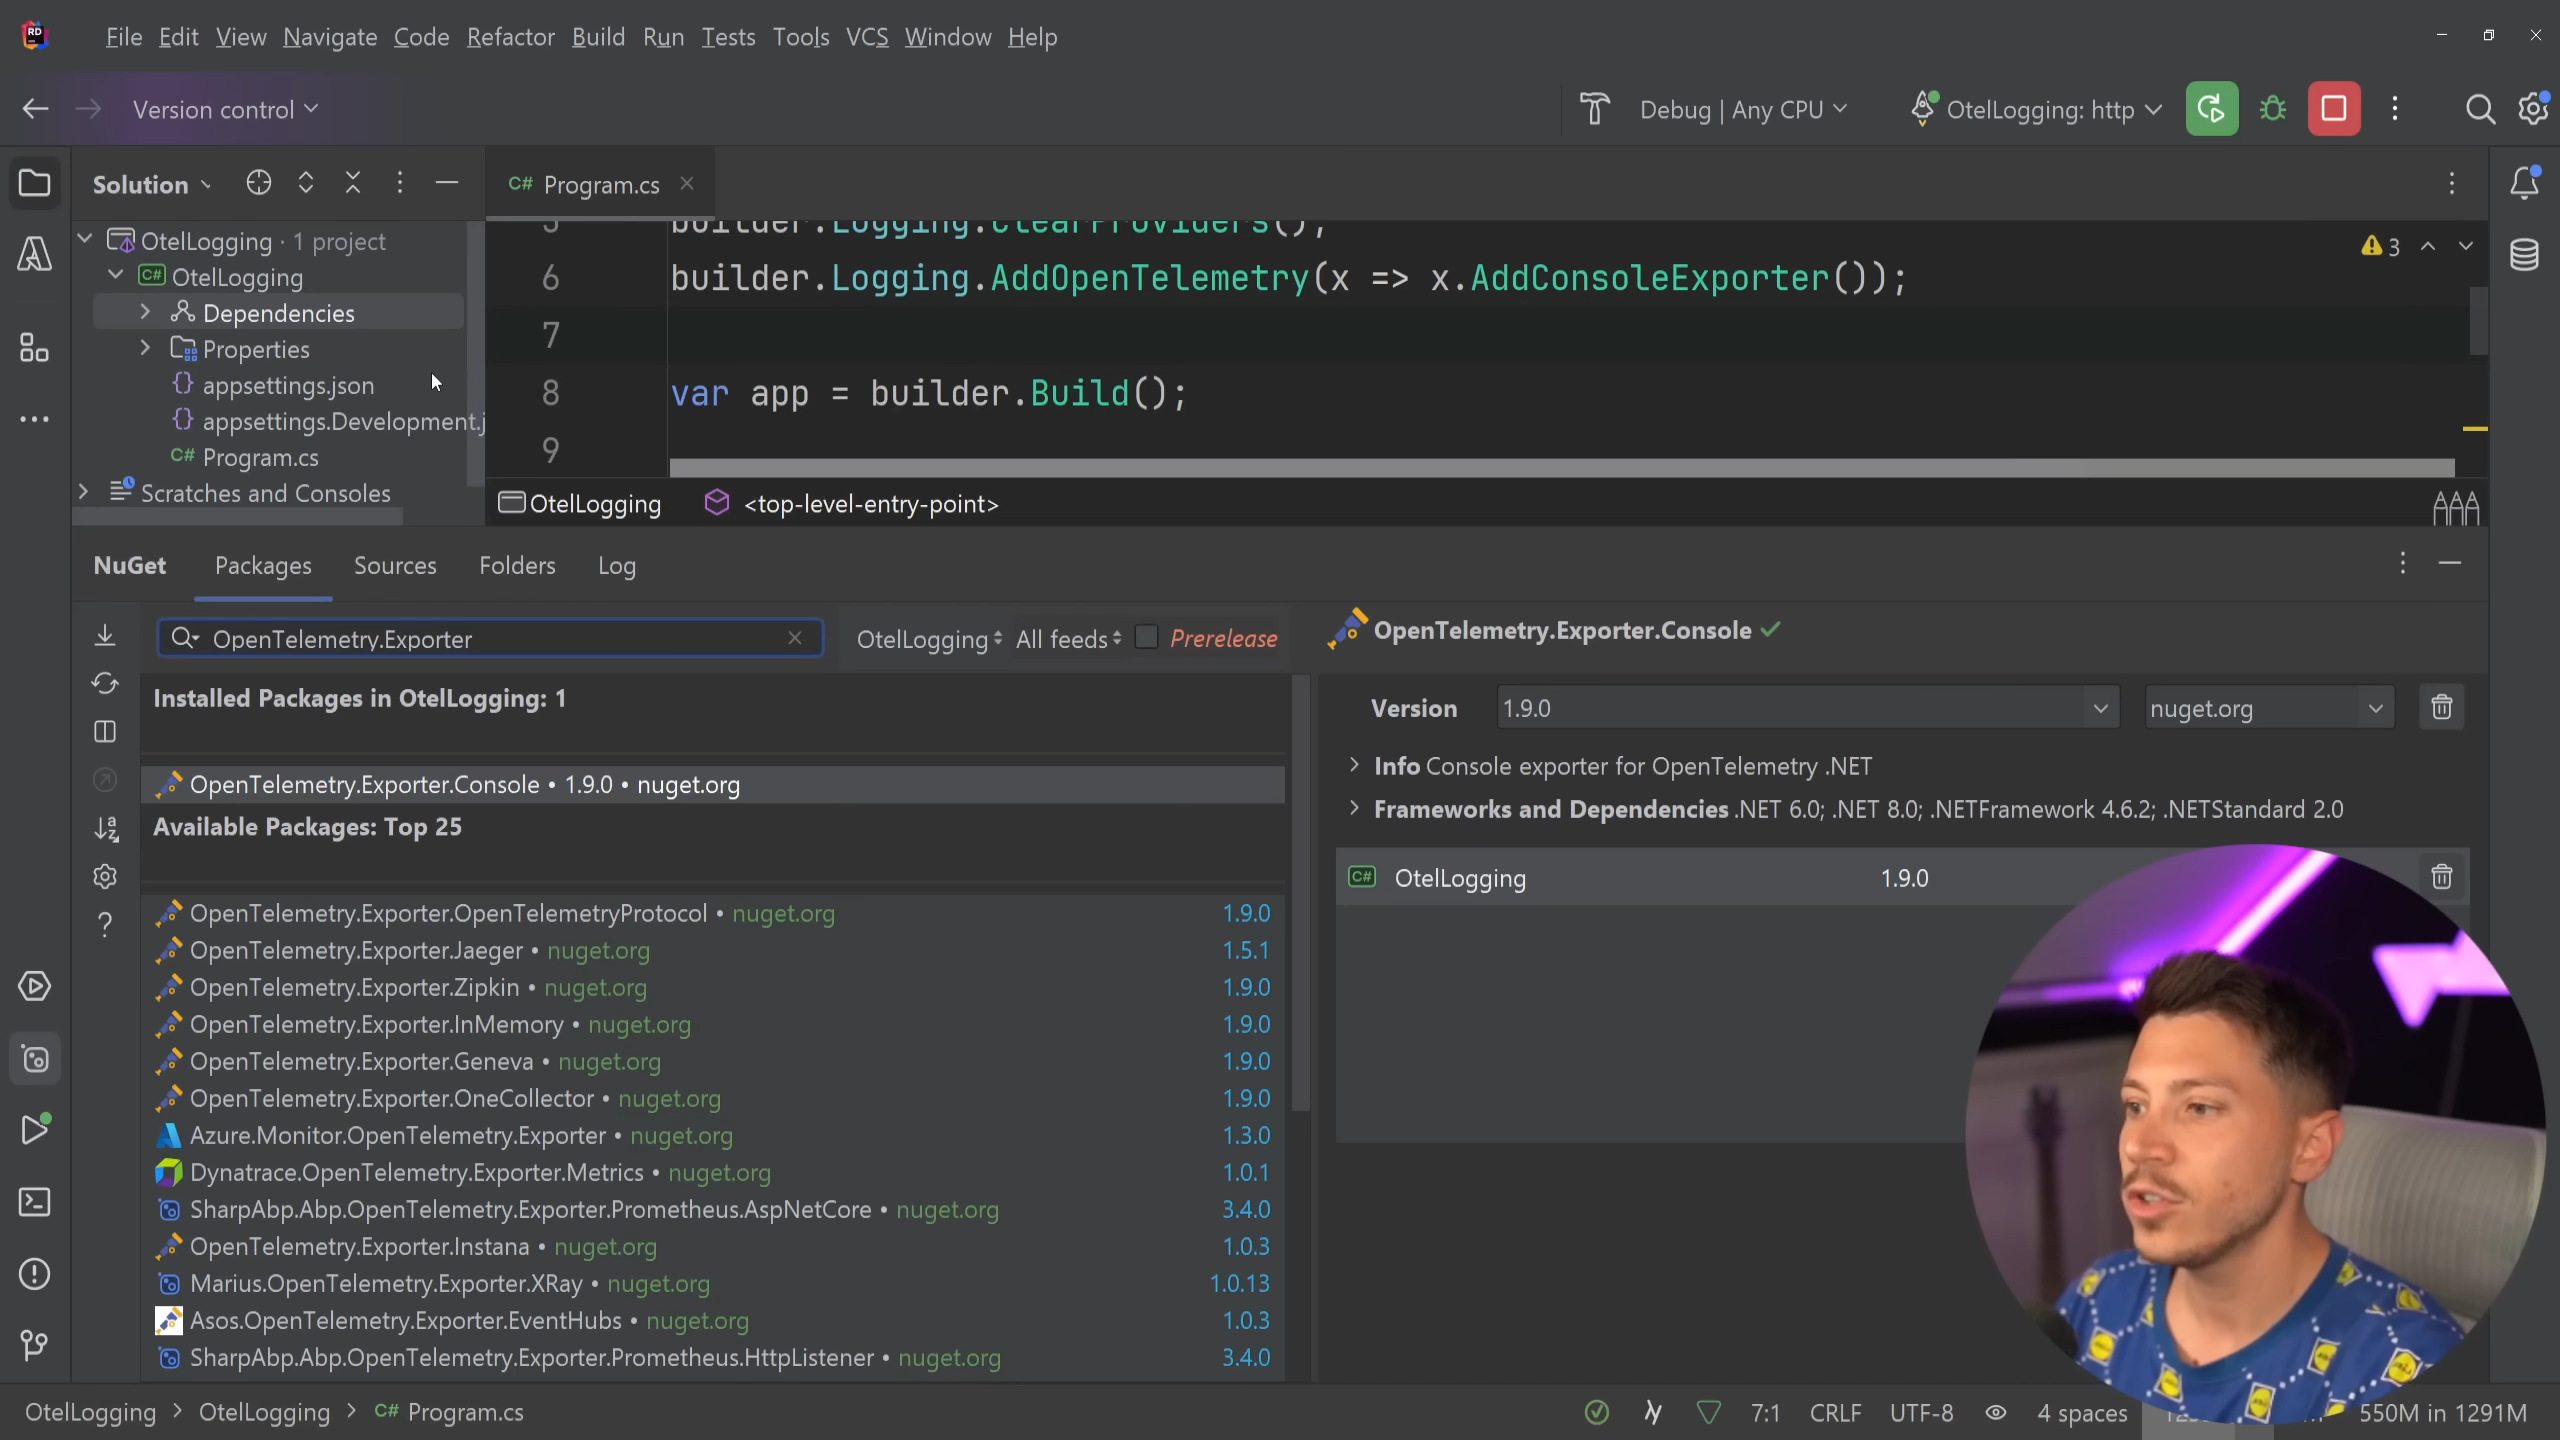 RD
File Edit View Navigate Code Refactor Build Run Tests Tools VCS Window Help
Version control
Debug | Any CPU
OtelLogging: http
Solution
C# Program.cs
OtelLogging · 1 project
C# OtelLogging
Dependencies
Properties
{} appsettings.json
{} appsettings.Development.j
C# Program.cs
Scratches and Consoles
5 builder.Logging.ClearProviders();
6 builder.Logging.AddOpenTelemetry(x => x.AddConsoleExporter());
7
8 var app = builder.Build();
9
3
OtelLogging <top-level-entry-point>
NuGet Packages Sources Folders Log
OpenTelemetry.Exporter
OtelLogging All feeds Prerelease
Installed Packages in OtelLogging: 1
OpenTelemetry.Exporter.Console • 1.9.0 • nuget.org
Available Packages: Top 25
OpenTelemetry.Exporter.OpenTelemetryProtocol • nuget.org 1.9.0
OpenTelemetry.Exporter.Jaeger • nuget.org 1.5.1
OpenTelemetry.Exporter.Zipkin • nuget.org 1.9.0
OpenTelemetry.Exporter.InMemory • nuget.org 1.9.0
OpenTelemetry.Exporter.Geneva • nuget.org 1.9.0
OpenTelemetry.Exporter.OneCollector • nuget.org 1.9.0
Azure.Monitor.OpenTelemetry.Exporter • nuget.org 1.3.0
Dynatrace.OpenTelemetry.Exporter.Metrics • nuget.org 1.0.1
SharpAbp.Abp.OpenTelemetry.Exporter.Prometheus.AspNetCore • nuget.org 3.4.0
OpenTelemetry.Exporter.Instana • nuget.org 1.0.3
Marius.OpenTelemetry.Exporter.XRay • nuget.org 1.0.13
Asos.OpenTelemetry.Exporter.EventHubs • nuget.org 1.0.3
SharpAbp.Abp.OpenTelemetry.Exporter.Prometheus.HttpListener • nuget.org 3.4.0
OpenTelemetry.Exporter.Console
Version 1.9.0 nuget.org
Info Console exporter for OpenTelemetry .NET
Frameworks and Dependencies .NET 6.0; .NET 8.0; .NETFramework 4.6.2; .NETStandard 2.0
C# OtelLogging 1.9.0
OtelLogging > OtelLogging > C# Program.cs
7:1 CRLF UTF-8 4 spaces 550M in 1291M